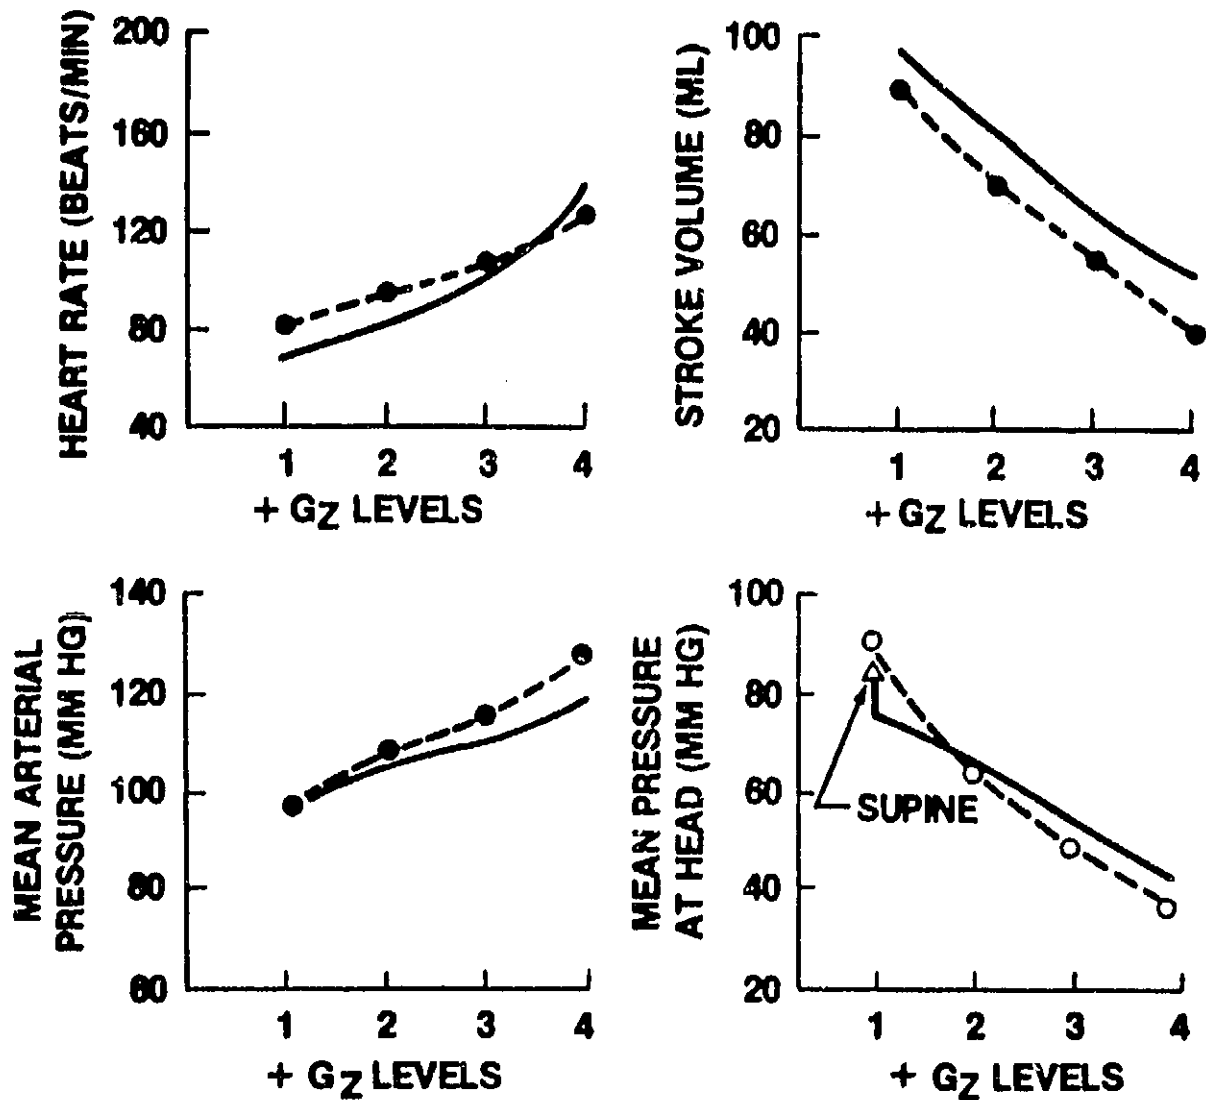 HEART RATE (BEATS/MIN)
200
160
120
80
40
1 2 3 4
+ GZ LEVELS
STROKE VOLUME (ML)
100
80
60
40
20
1 2 3 4
+ GZ LEVELS
MEAN ARTERIAL
PRESSURE (MM HG)
140
120
100
80
60
1 2 3 4
+ GZ LEVELS
MEAN PRESSURE
AT HEAD (MM HG)
100
80
60
40
20
SUPINE
1 2 3 4
+ GZ LEVELS